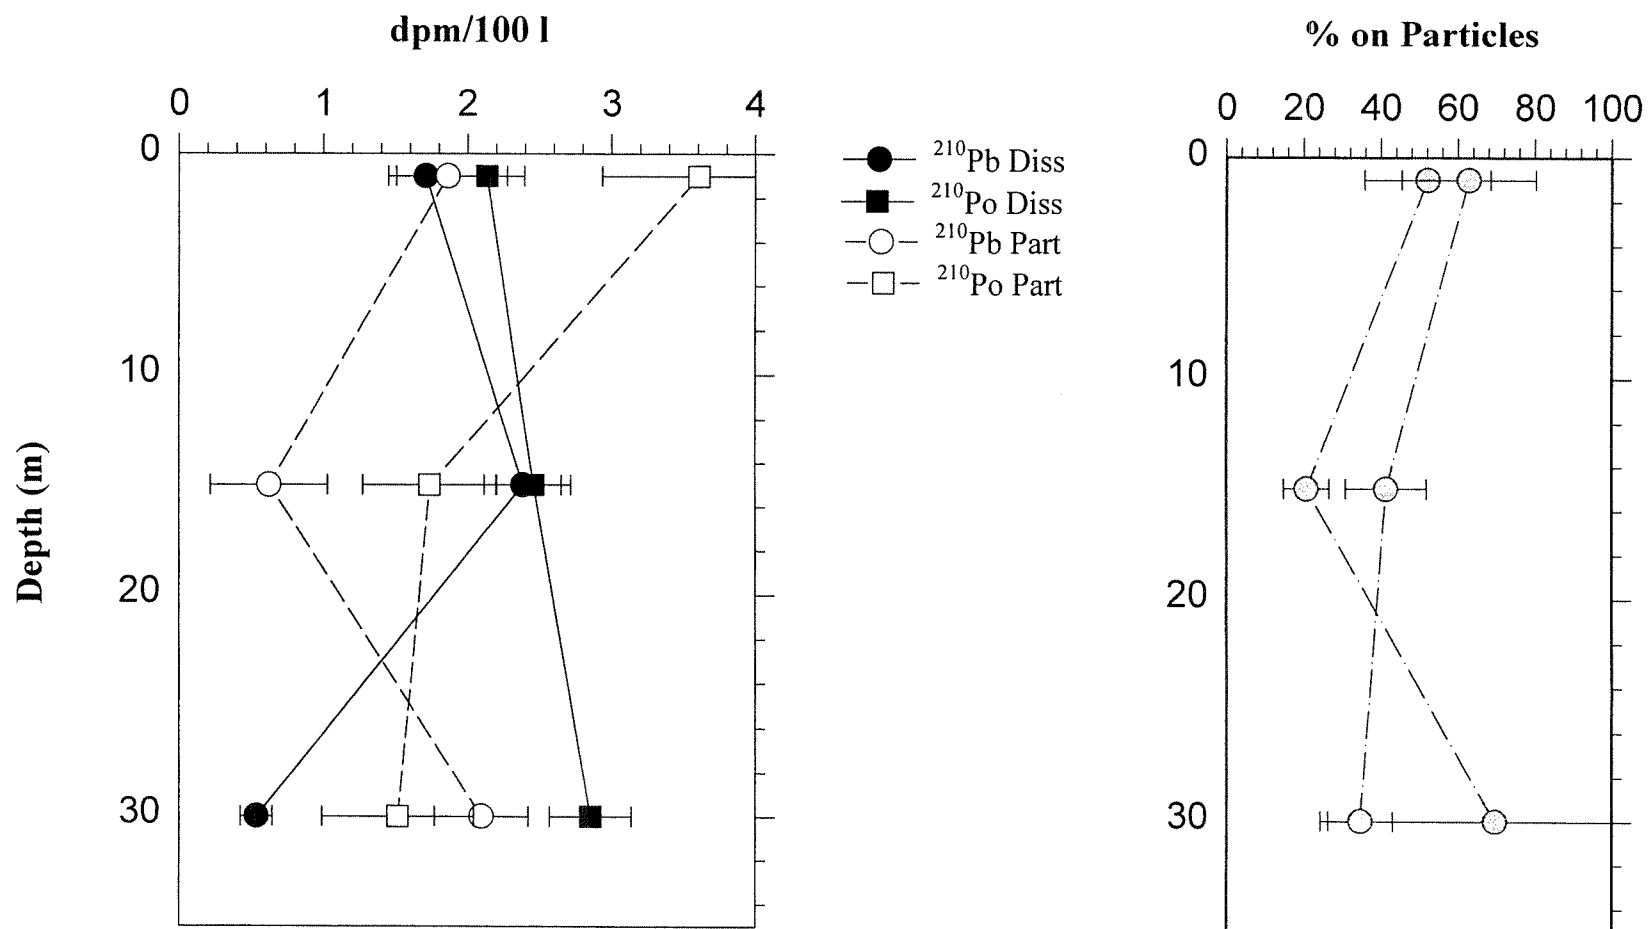 dpm/100 l
0 1 2 3 4
0
10
20
30
Depth (m)
²¹⁰Pb Diss
²¹⁰Po Diss
²¹⁰Pb Part
²¹⁰Po Part
% on Particles
0 20 40 60 80 100
0
10
20
30